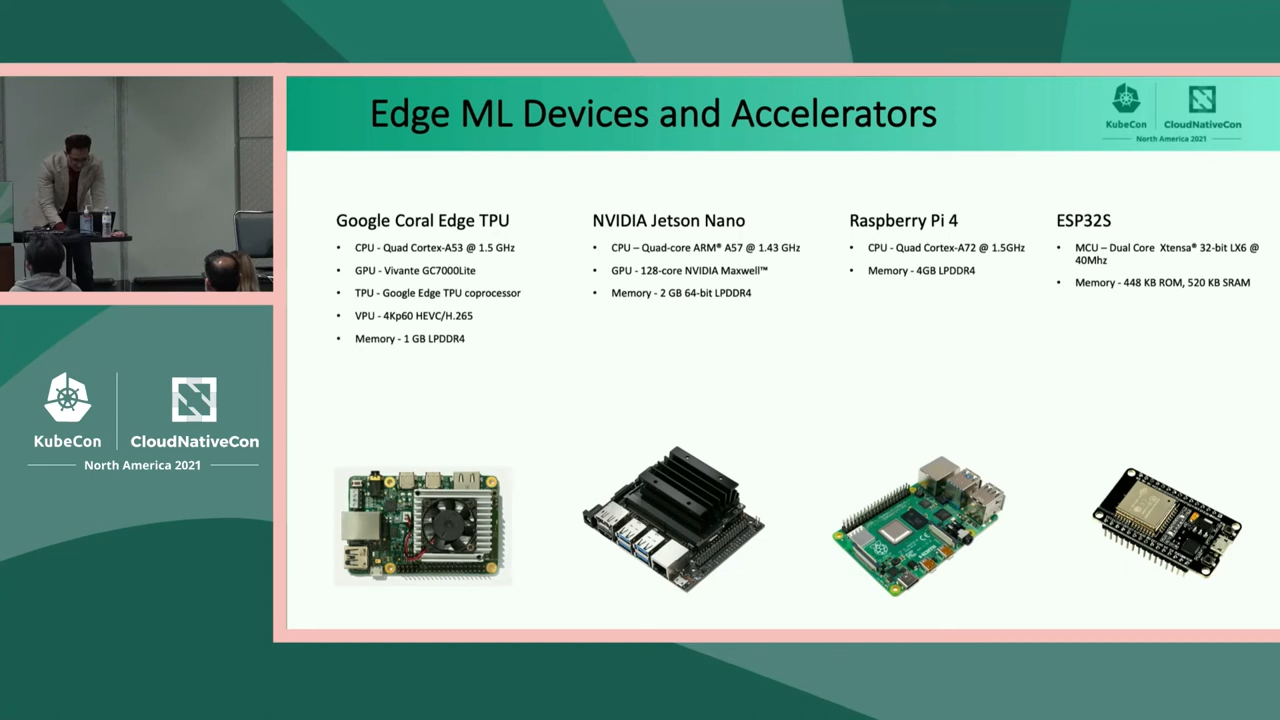 Edge ML Devices and Accelerators
KubeCon
CloudNativeCon
North America 2021
Google Coral Edge TPU
• CPU - Quad Cortex-A53 @ 1.5 GHz
• GPU - Vivante GC7000Lite
• TPU - Google Edge TPU coprocessor
• VPU - 4Kp60 HEVC/H.265
• Memory - 1 GB LPDDR4
NVIDIA Jetson Nano
• CPU – Quad-core ARM® A57 @ 1.43 GHz
• GPU - 128-core NVIDIA Maxwell™
• Memory - 2 GB 64-bit LPDDR4
Raspberry Pi 4
• CPU - Quad Cortex-A72 @ 1.5GHz
• Memory - 4GB LPDDR4
ESP32S
• MCU – Dual Core Xtensa® 32-bit LX6 @
40Mhz
• Memory - 448 KB ROM, 520 KB SRAM
KubeCon
CloudNativeCon
North America 2021